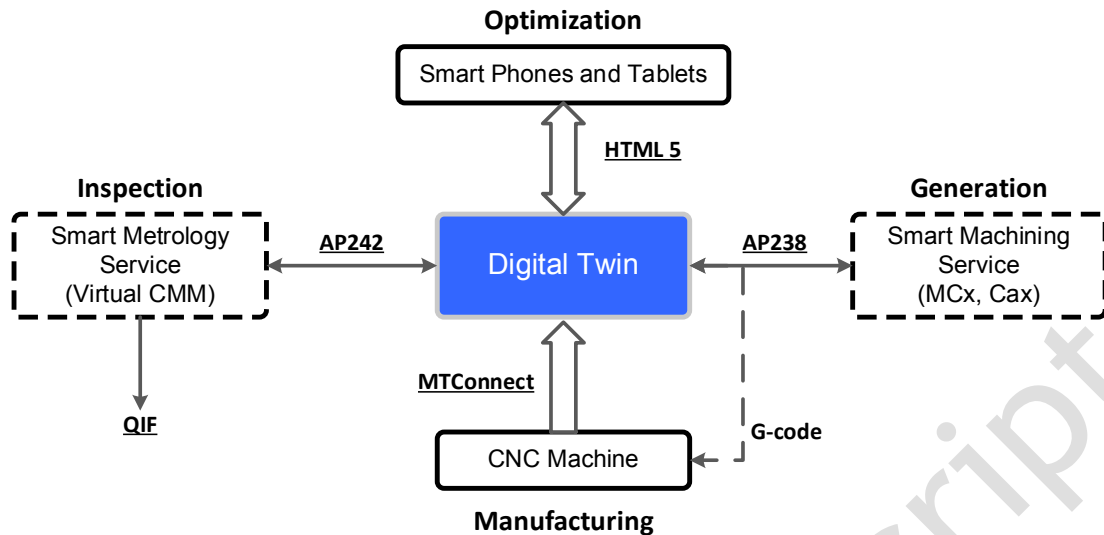 Optimization
Smart Phones and Tablets
HTML 5
Inspection
Smart Metrology
Service
(Virtual CMM)
AP242
Digital Twin
AP238
Generation
Smart Machining
Service
(MCx, Cax)
MTConnect
QIF
G-code
CNC Machine
Manufacturing
script